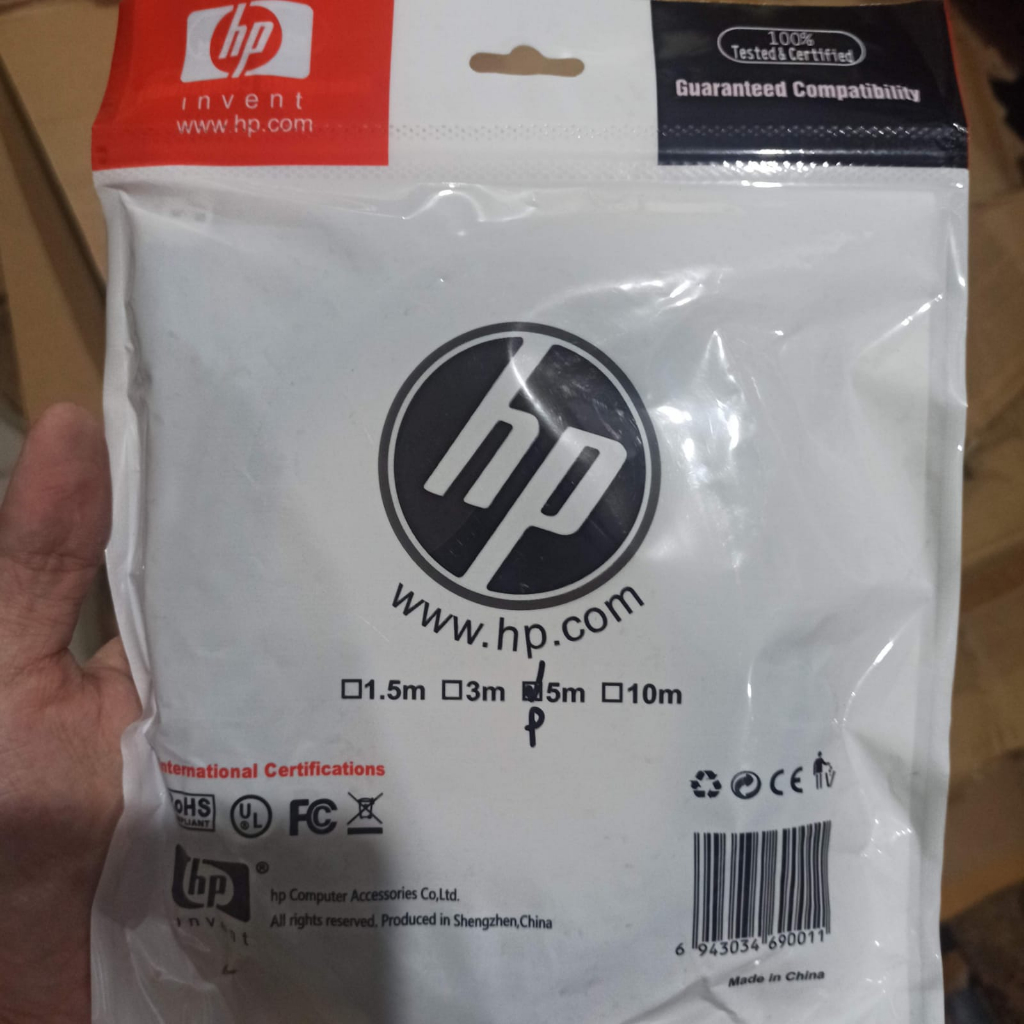 hp
invent
www.hp.com
100%
Tested & Certified
Guaranteed Compatibility
hp
www.hp.com
1.5m 3m 5m 10m
P
nternational Certifications
oHS
PLIANT
UL
FC
CE
hp ®
invent
hp Computer Accessories Co,Ltd.
All rights reserved. Produced in Shengzhen,China
6 943034 690011
Made in China